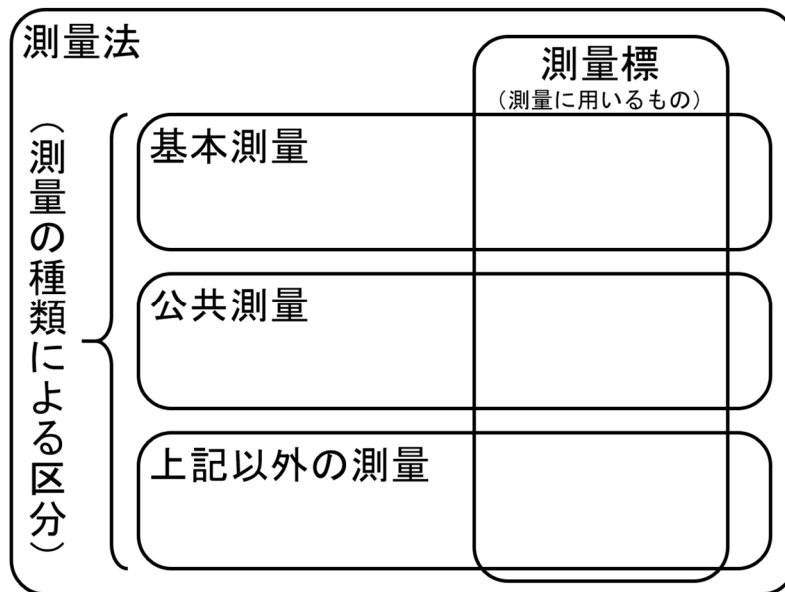 測量法
測量標
(測量に用いるもの)
(測量の種類による区分)
基本測量
公共測量
上記以外の測量